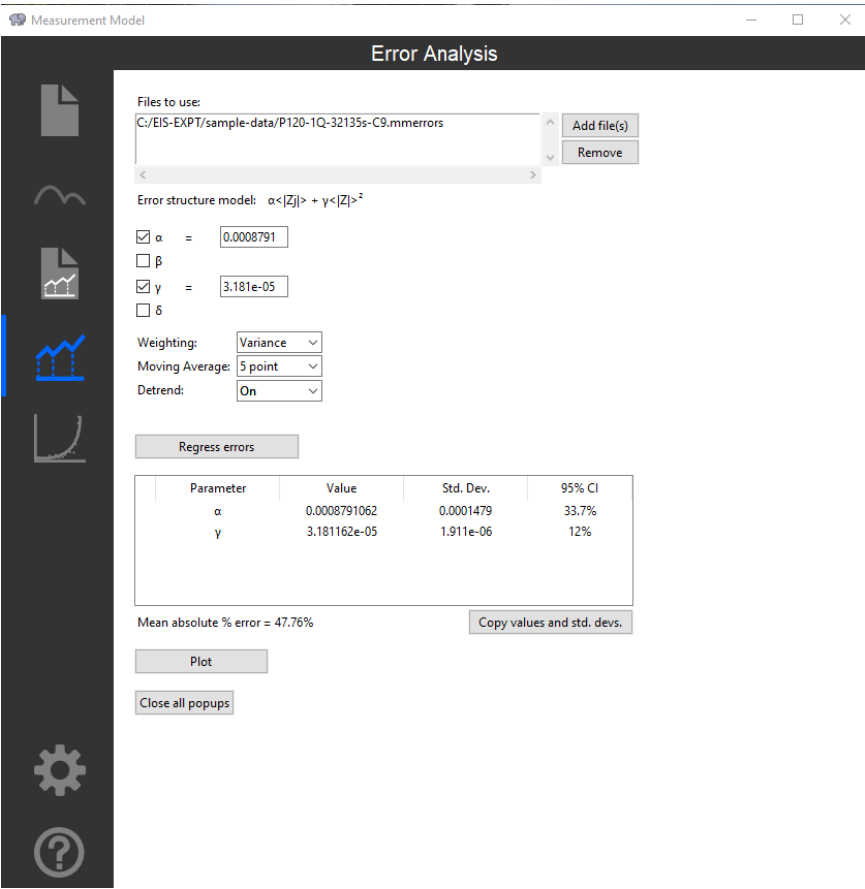 Measurement Model
Error Analysis
Files to use:
C:/EIS-EXPT/sample-data/P120-1Q-32135s-C9.mmerrors
Add file(s)
Remove
Error structure model: α<|Zj|> + γ<|Z|>²
α = 0.0008791
β
γ = 3.181e-05
δ
Weighting: Variance
Moving Average: 5 point
Detrend: On
Regress errors
Parameter Value Std. Dev. 95% CI
α 0.0008791062 0.0001479 33.7%
γ 3.181162e-05 1.911e-06 12%
Mean absolute % error = 47.76%
Copy values and std. devs.
Plot
Close all popups